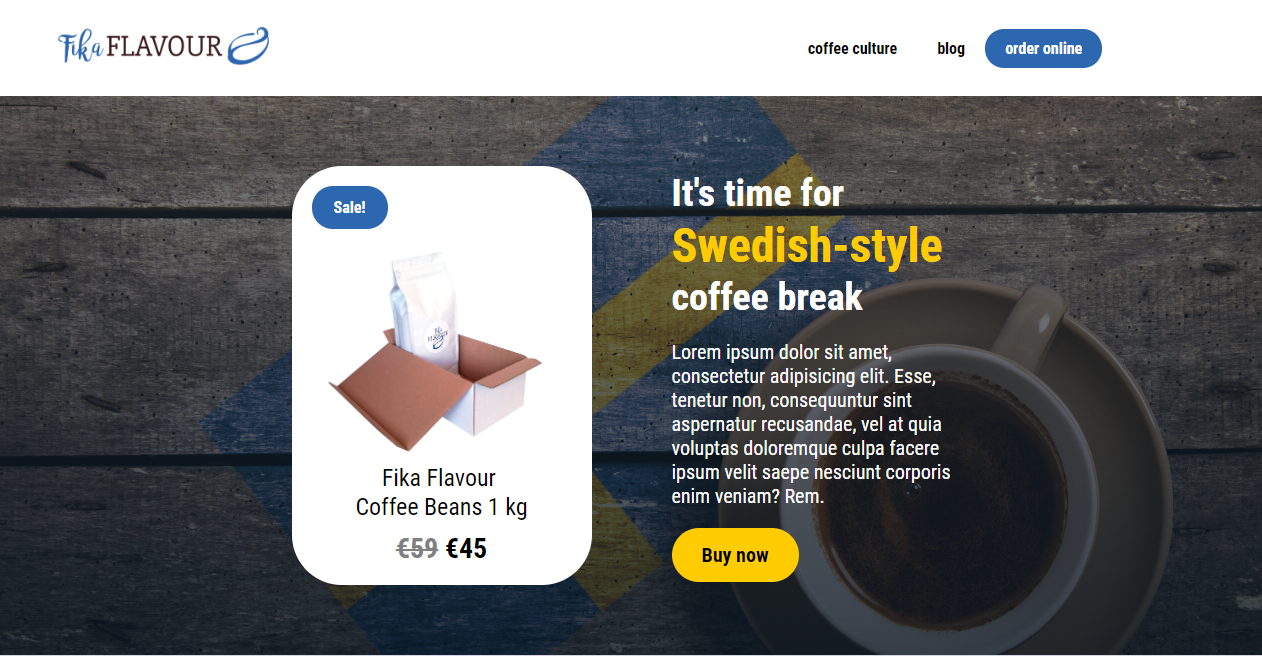 Fika FLAVOUR
coffee culture
blog
order online
Sale!
Fika Flavour
Coffee Beans 1 kg
€59 €45
It's time for
Swedish-style
coffee break
Lorem ipsum dolor sit amet,
consectetur adipisicing elit. Esse,
tenetur non, consequuntur sint
aspernatur recusandae, vel at quia
voluptas doloremque culpa facere
ipsum velit saepe nesciunt corporis
enim veniam? Rem.
Buy now